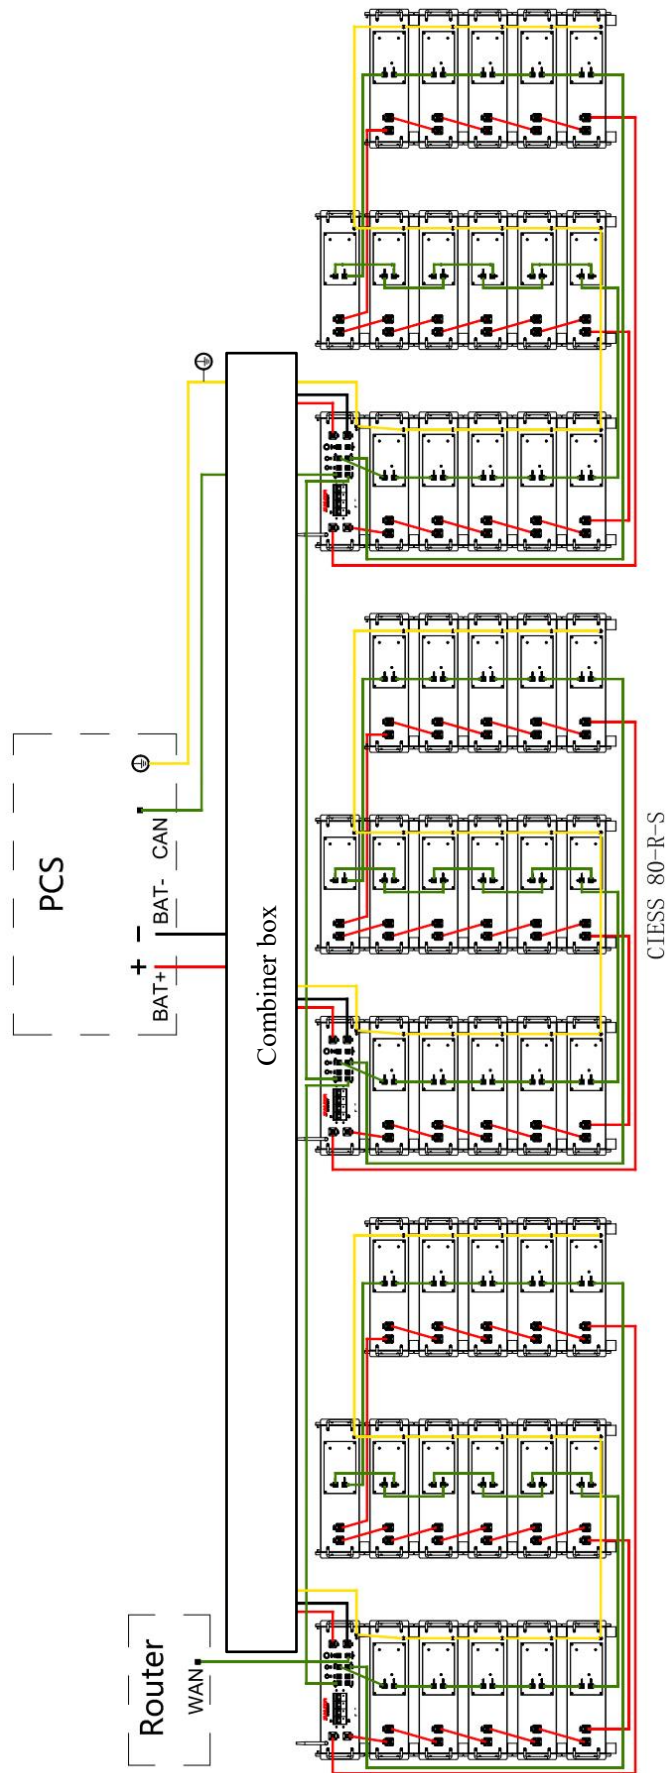 PCS
CAN
BAT-
BAT+
+ −
Combiner box
CIESS 80-R-S
Router
WAN